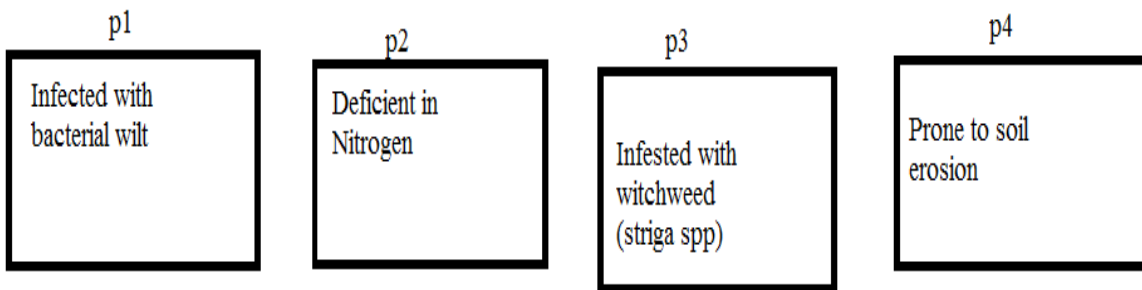 p1
Infected with
bacterial wilt
p2
Deficient in
Nitrogen
p3
Infested with
witchweed
(striga spp)
p4
Prone to soil
erosion